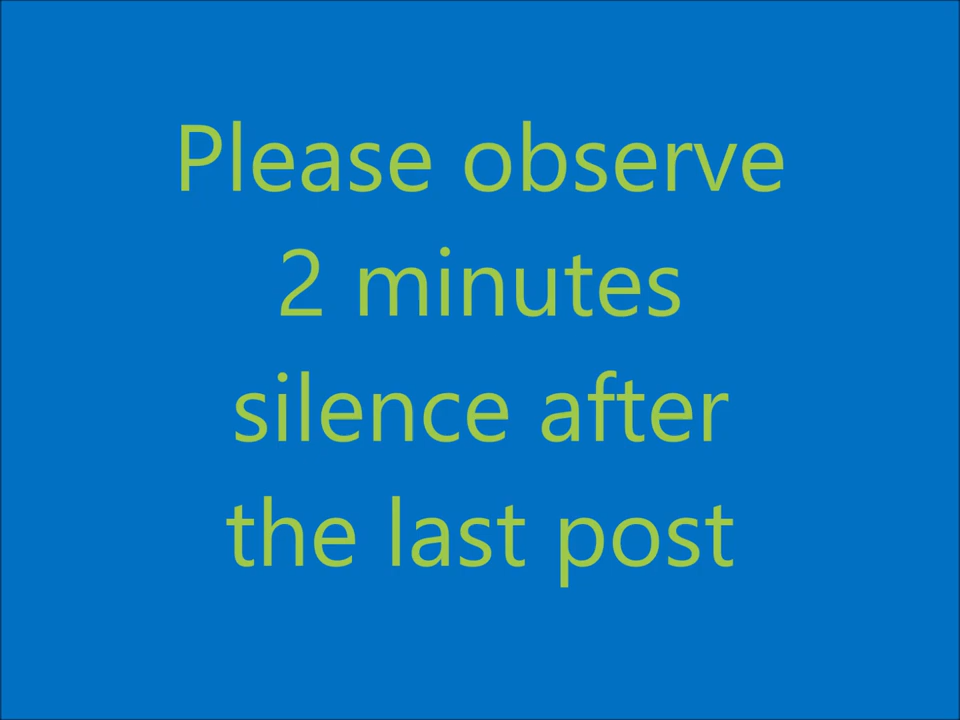 Please observe
2 minutes
silence after
the last post